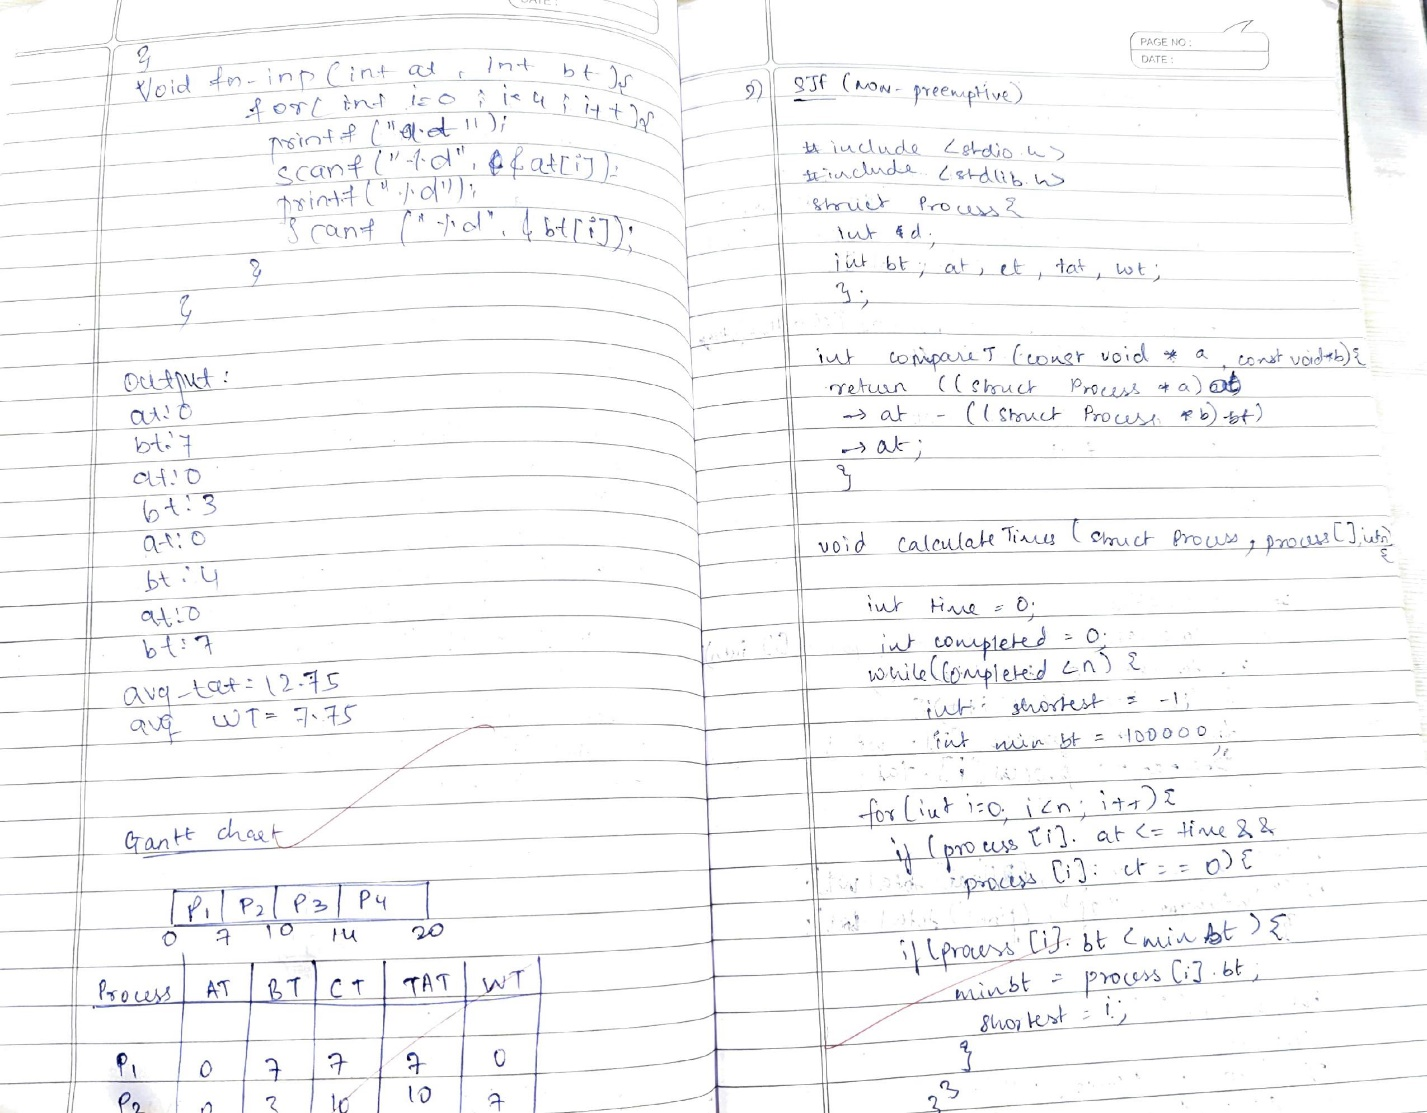 }
Void fn-inp (int at, int bt){
for( int i=0 ; i<4 ; i++){
printf ("a.d");
scanf ("%d", &at[i]);
printf ("%d");
Scanf ("%d", &bt[i]);
}
}
output:
at:0
bt:7
at:0
bt:3
at:0
bt:4
at:0
bt:7
avg tat = 12.75
avg WT = 7.75
Gantt chart
P1 P2 P3 P4
0 7 10 14 20
Process AT BT CT TAT WT
P1 0 7 7 7 0
P2 0 3 10 10 7
PAGE NO:
DATE:
2) SJF (Non-preemptive)
#include <stdio.h>
#include <stdlib.h>
struct Process{
int id;
int bt; at, ct, tat, wt;
};
int compareT (const void * a, const void*b){
return ((struct Process *a)
→ at - ((struct Process *b)
→ at;
}
void calculate Times (struct Process, process[], int n)
{
int time = 0;
int completed = 0;
while(completed <n) {
int shortest = -1;
int min bt = 100000;
for(int i=0; i<n; i++){
if (process [i]. at <= time &&
process [i]. ct == 0){
if (process [i]. bt < min bt ){
minbt = process [i].bt;
shortest = i;
}
}
}